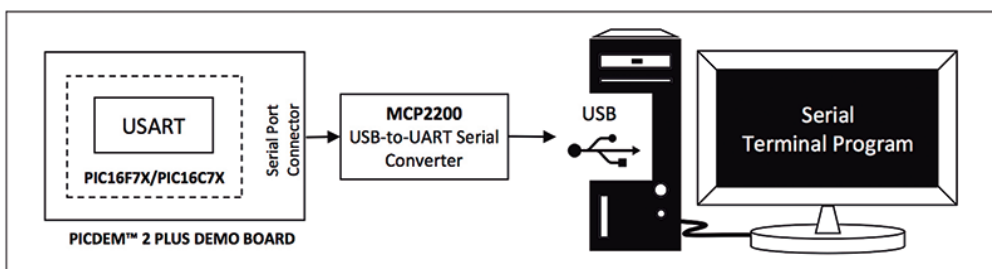 USART
PIC16F7X/PIC16C7X
Serial Port
Connector
PICDEM™ 2 PLUS DEMO BOARD
MCP2200
USB-to-UART Serial
Converter
USB
Serial
Terminal Program